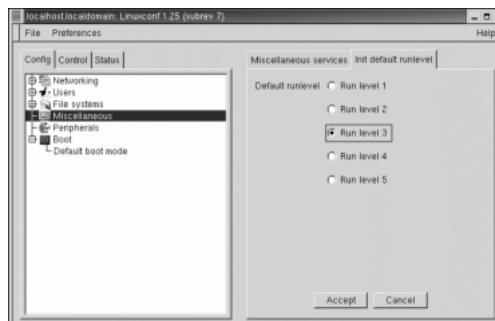 localhost.localdomain: Linuxconf 1.25 (subrev 7)
File Preferences Help
Config Control Status
Networking
Users
File systems
Miscellaneous
Peripherals
Boot
Default boot mode
Miscellaneous services Init default runlevel
Default runlevel Run level 1
Run level 2
Run level 3
Run level 4
Run level 5
Accept Cancel